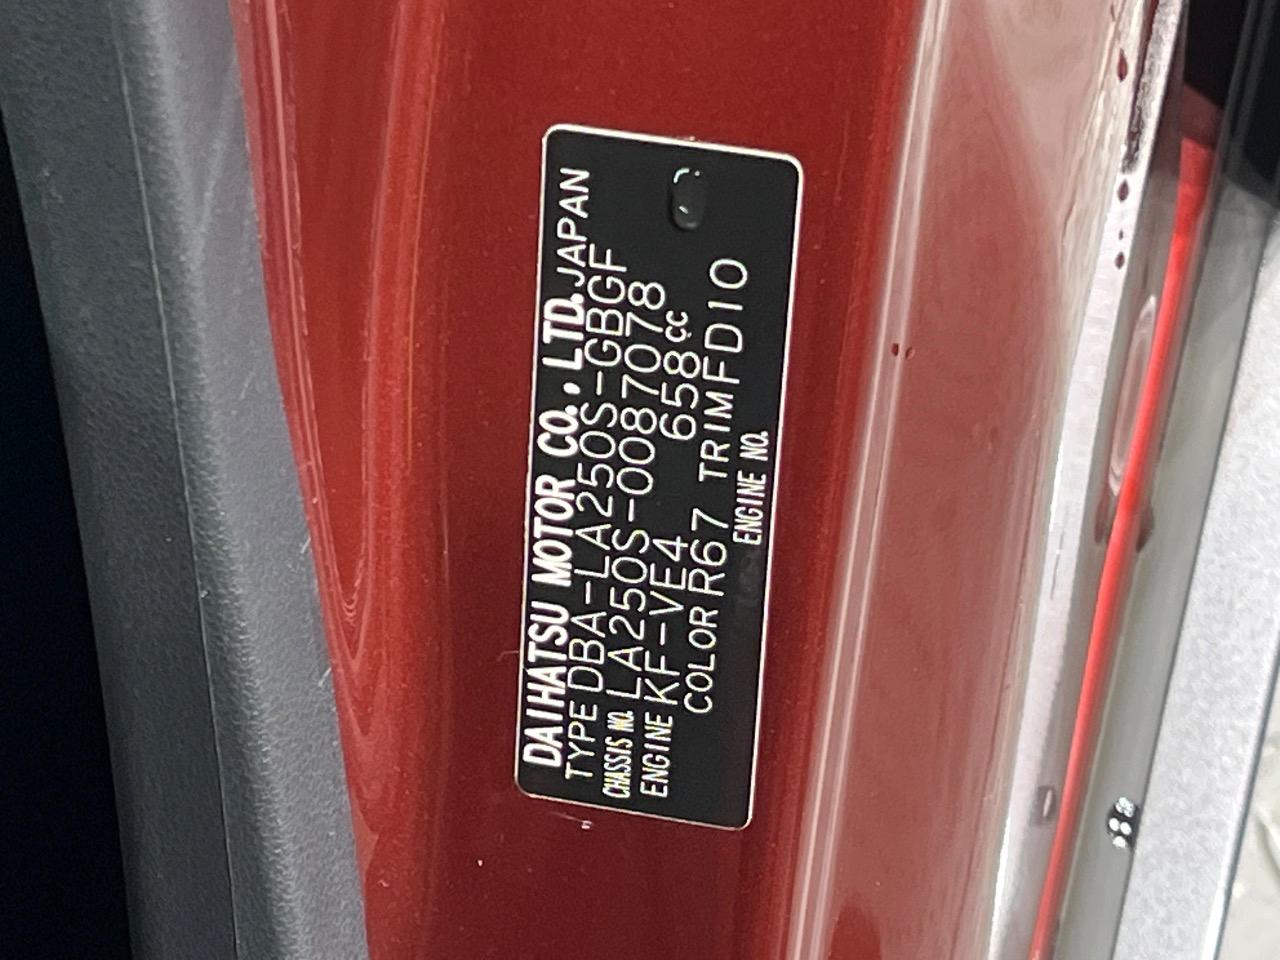 DAIHATSU MOTOR CO., LTD. JAPAN
TYPE DBA-LA250S-GBGF
CHASSIS NO. LA250S-0087078
ENGINE KF-VE4 658cc
COLOR R67 TRIM FD10
ENGINE NO.